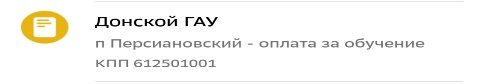 Донской ГАУ
п Персиановский - оплата за обучение
КПП 612501001